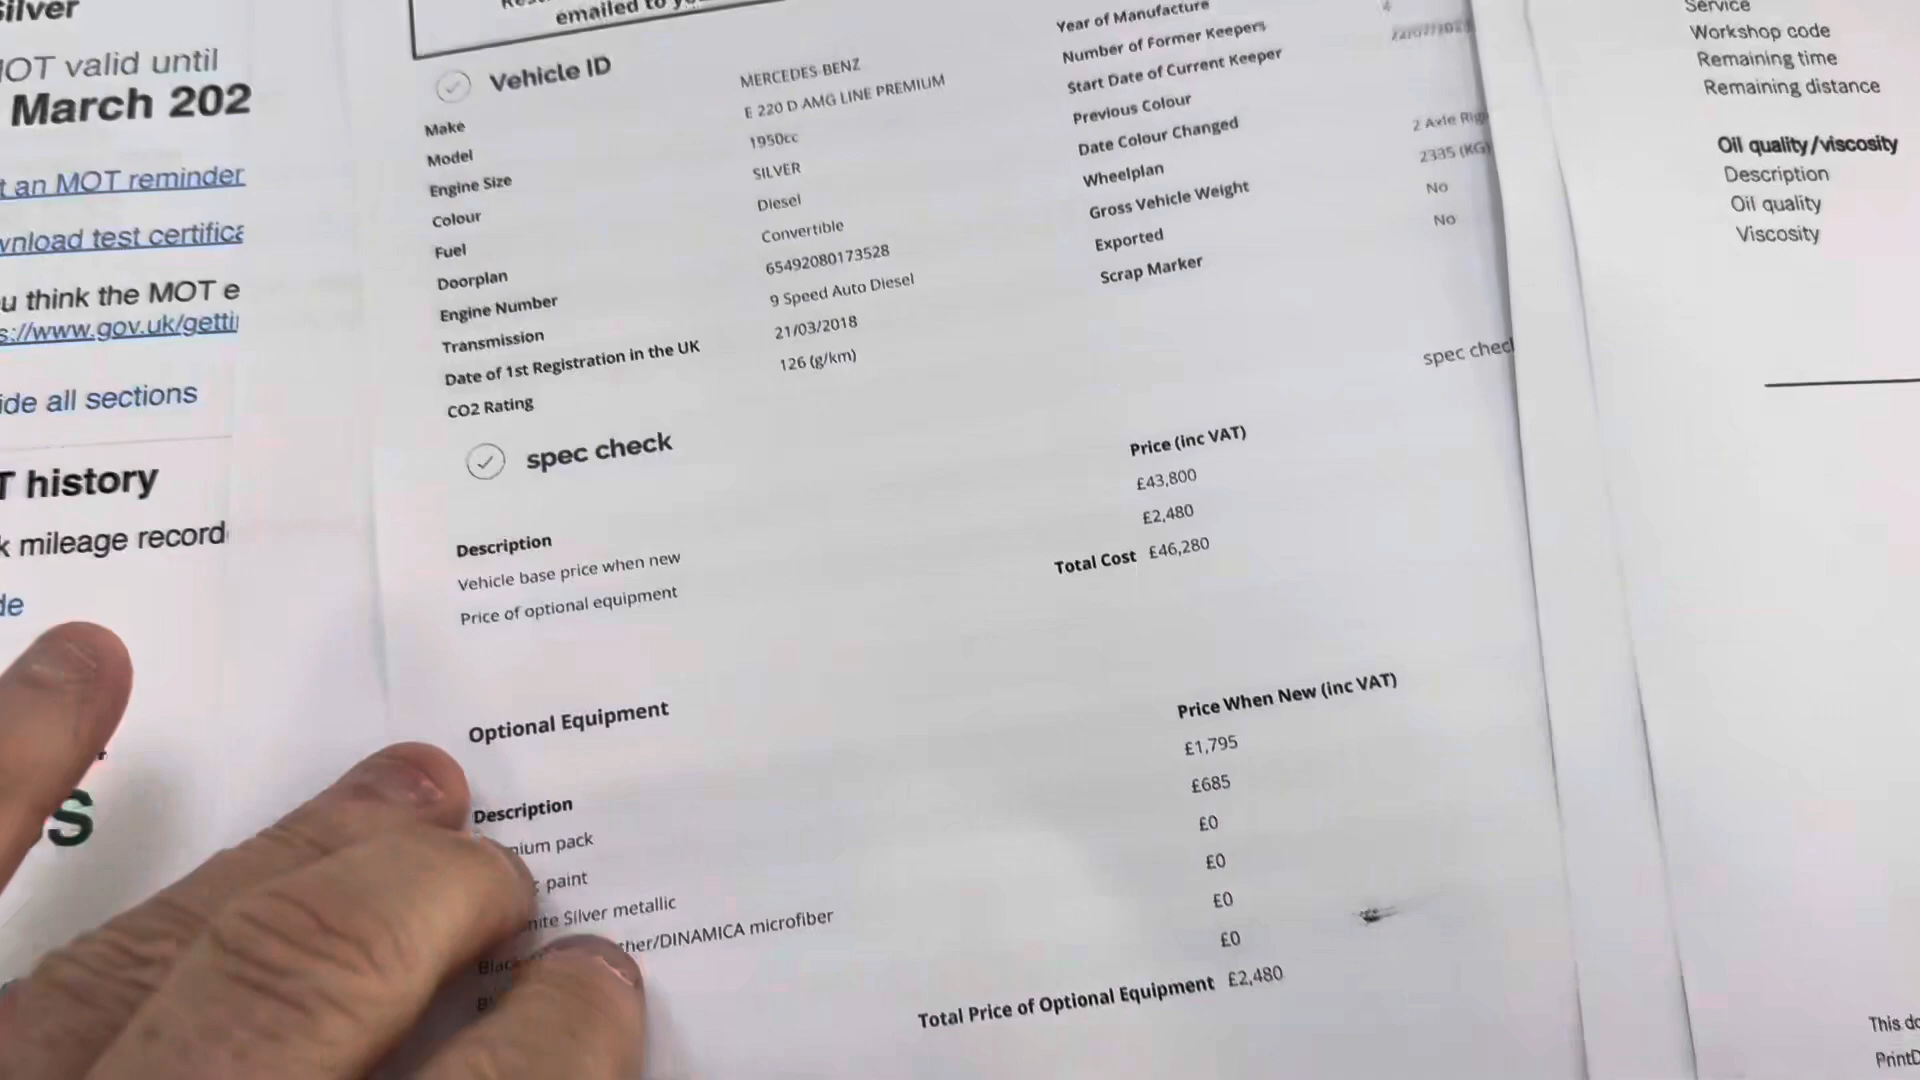 Silver
MOT valid until
March 202
t an MOT reminder
wnload test certifica
u think the MOT e
s://www.gov.uk/getti
ide all sections
T history
k mileage record
de
s
emailed to
Vehicle ID
Make MERCEDES-BENZ
Model E 220 D AMG LINE PREMIUM
Engine Size 1950cc
Colour SILVER
Fuel Diesel
Doorplan Convertible
Engine Number 65492080173528
Transmission 9 Speed Auto Diesel
Date of 1st Registration in the UK 21/03/2018
CO2 Rating 126 (g/km)
Year of Manufacture
Number of Former Keepers 4
Start Date of Current Keeper
Previous Colour
Date Colour Changed
Wheelplan 2 Axle Rig
Gross Vehicle Weight 2335 (KG)
Exported No
Scrap Marker No
spec check
spec check
Description Price (inc VAT)
Vehicle base price when new £43,800
Price of optional equipment £2,480
Total Cost £46,280
Optional Equipment
Description Price When New (inc VAT)
nium pack £1,795
paint £685
nite Silver metallic £0
Black ther/DINAMICA microfiber £0
Bl £0
£0
Total Price of Optional Equipment £2,480
Service
Workshop code
Remaining time
Remaining distance
Oil quality/viscosity
Description
Oil quality
Viscosity
This do
PrintD